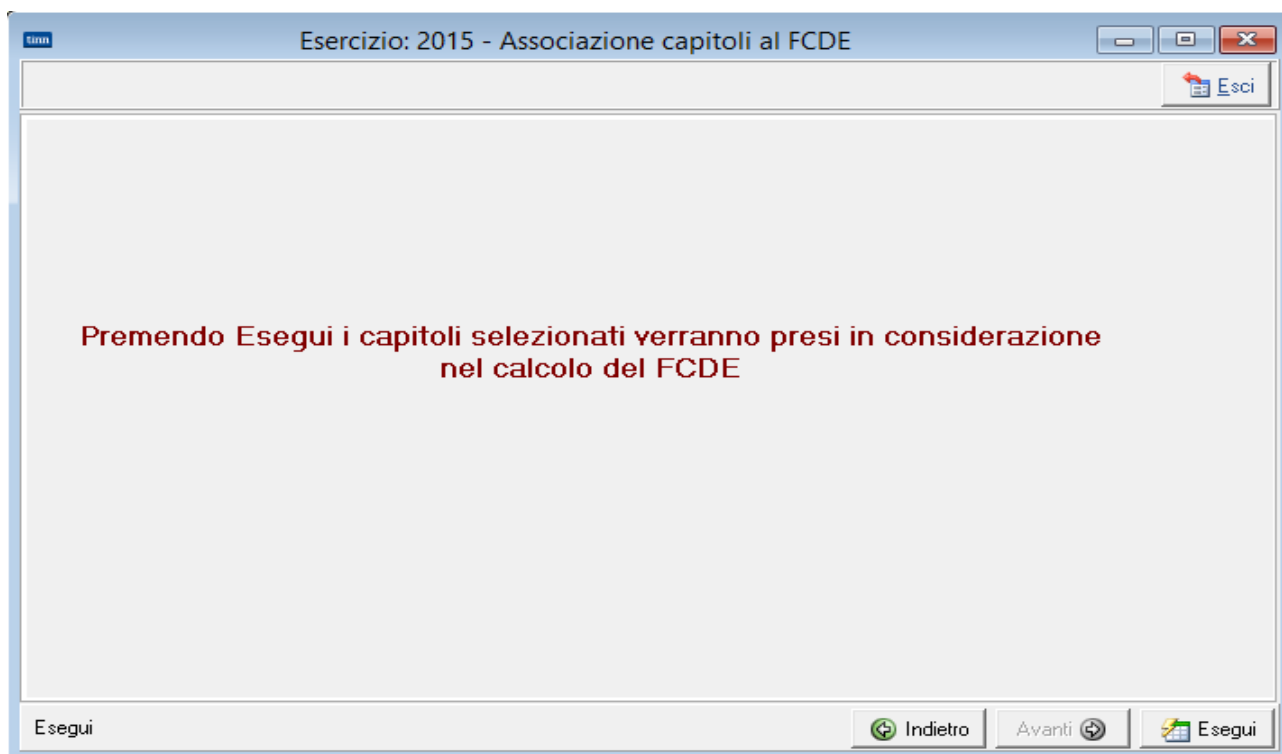 tinn
Esercizio: 2015 - Associazione capitoli al FCDE
Esci
Premendo Esegui i capitoli selezionati verranno presi in considerazione
nel calcolo del FCDE
Esegui
Indietro
Avanti
Esegui